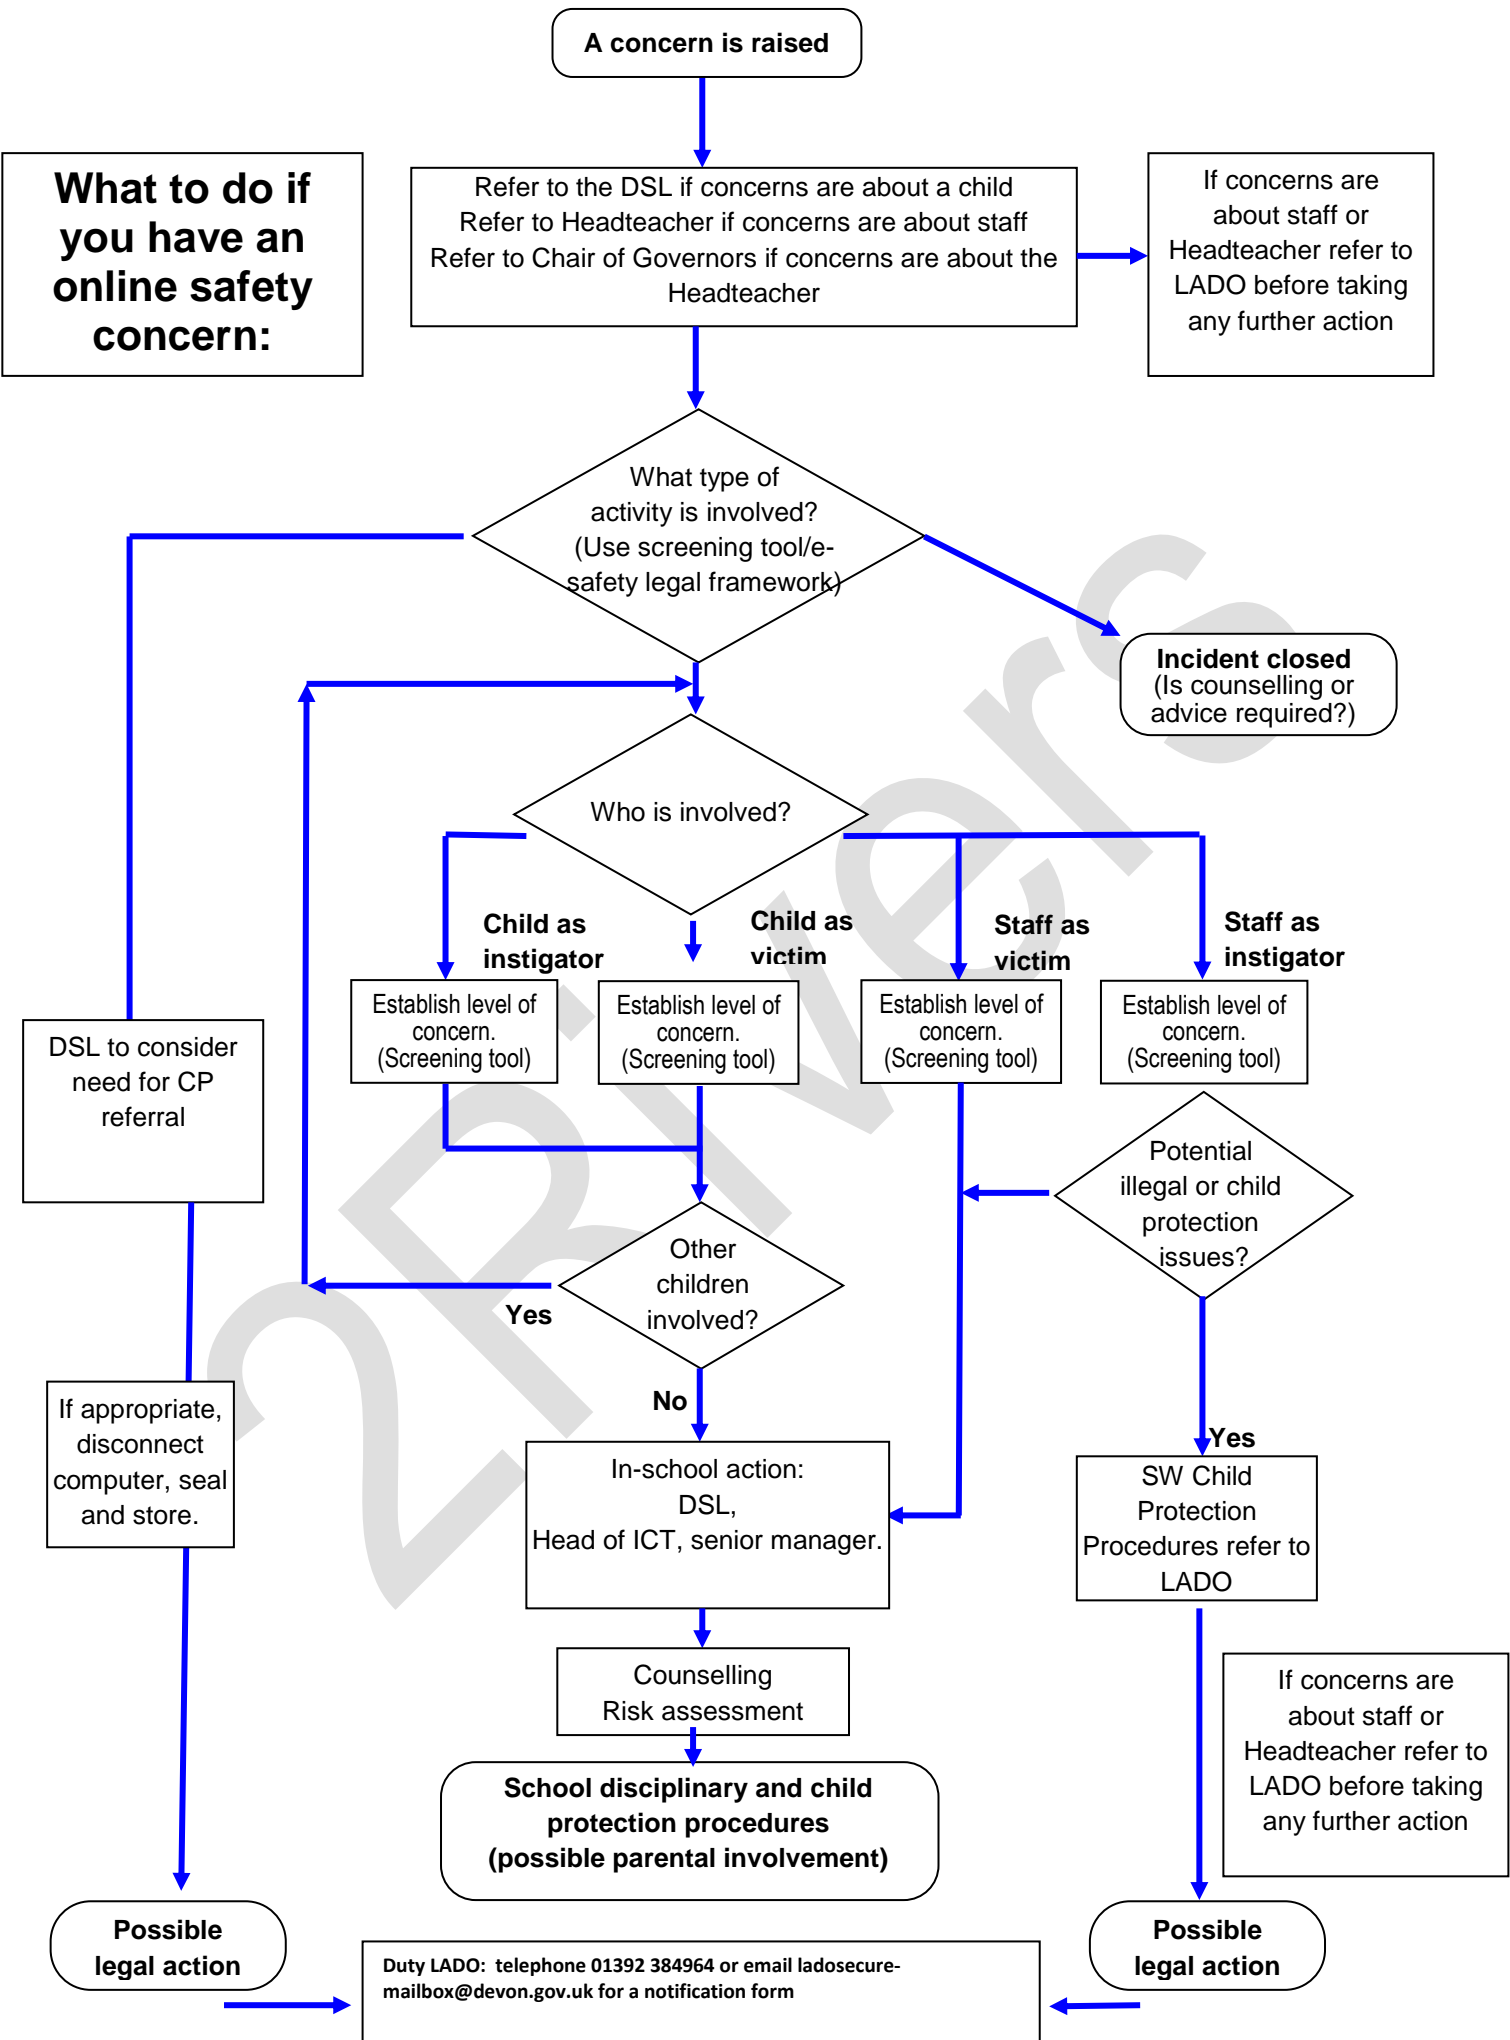 A concern is raised
What to do if
you have an
online safety
concern:
Refer to the DSL if concerns are about a child
Refer to Headteacher if concerns are about staff
Refer to Chair of Governors if concerns are about the
Headteacher
If concerns are
about staff or
Headteacher refer to
LADO before taking
any further action
What type of
activity is involved?
(Use screening tool/e-
safety legal framework)
Incident closed
(Is counselling or
advice required?)
Who is involved?
Child as
instigator
Child as
victim
Staff as
victim
Staff as
instigator
Establish level of
concern.
(Screening tool)
Establish level of
concern.
(Screening tool)
Establish level of
concern.
(Screening tool)
Establish level of
concern.
(Screening tool)
DSL to consider
need for CP
referral
Potential
illegal or child
protection
issues?
Other
children
involved?
Yes
No
If appropriate,
disconnect
computer, seal
and store.
In-school action:
DSL,
Head of ICT, senior manager.
Yes
SW Child
Protection
Procedures refer to
LADO
Counselling
Risk assessment
If concerns are
about staff or
Headteacher refer to
LADO before taking
any further action
School disciplinary and child
protection procedures
(possible parental involvement)
Possible
legal action
Possible
legal action
Duty LADO: telephone 01392 384964 or email ladosecure-
mailbox@devon.gov.uk for a notification form
2Rivers